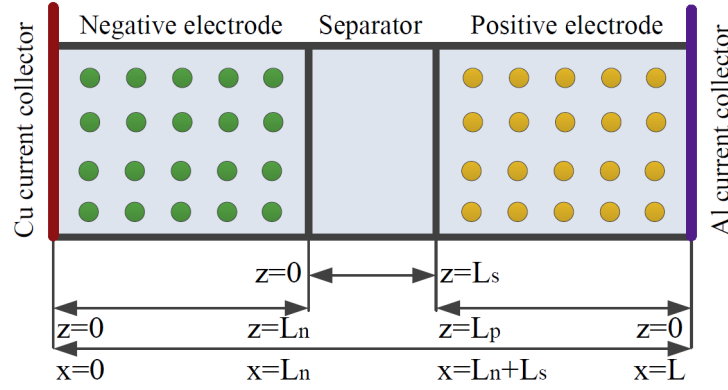 Negative electrode Separator Positive electrode
Cu current collector
Al current collector
z=0 z=Ls
z=0 z=Ln z=Lp z=0
x=0 x=Ln x=Ln+Ls x=L